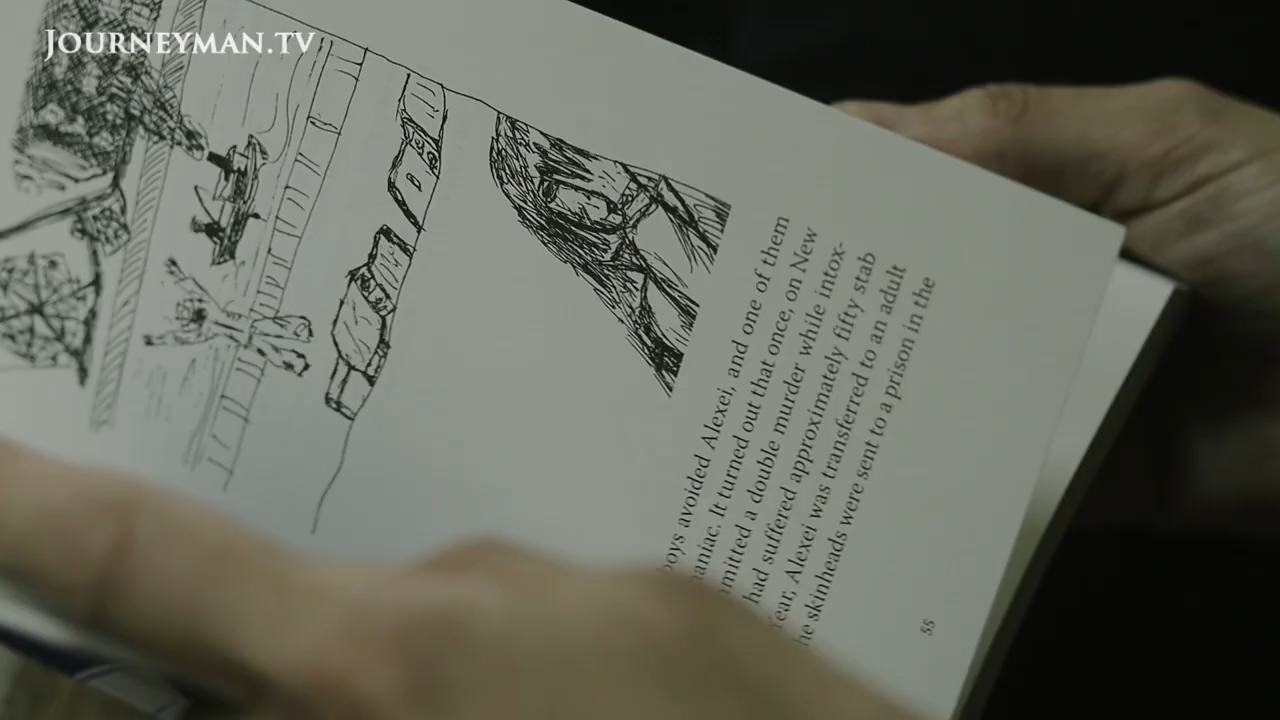 JOURNEYMAN.TV
boys avoided Alexei, and one of them
maniac. It turned out that once, on New
mmitted a double murder while intox-
had suffered approximately fifty stab
Year, Alexei was transferred to an adult
he skinheads were sent to a prison in the
55